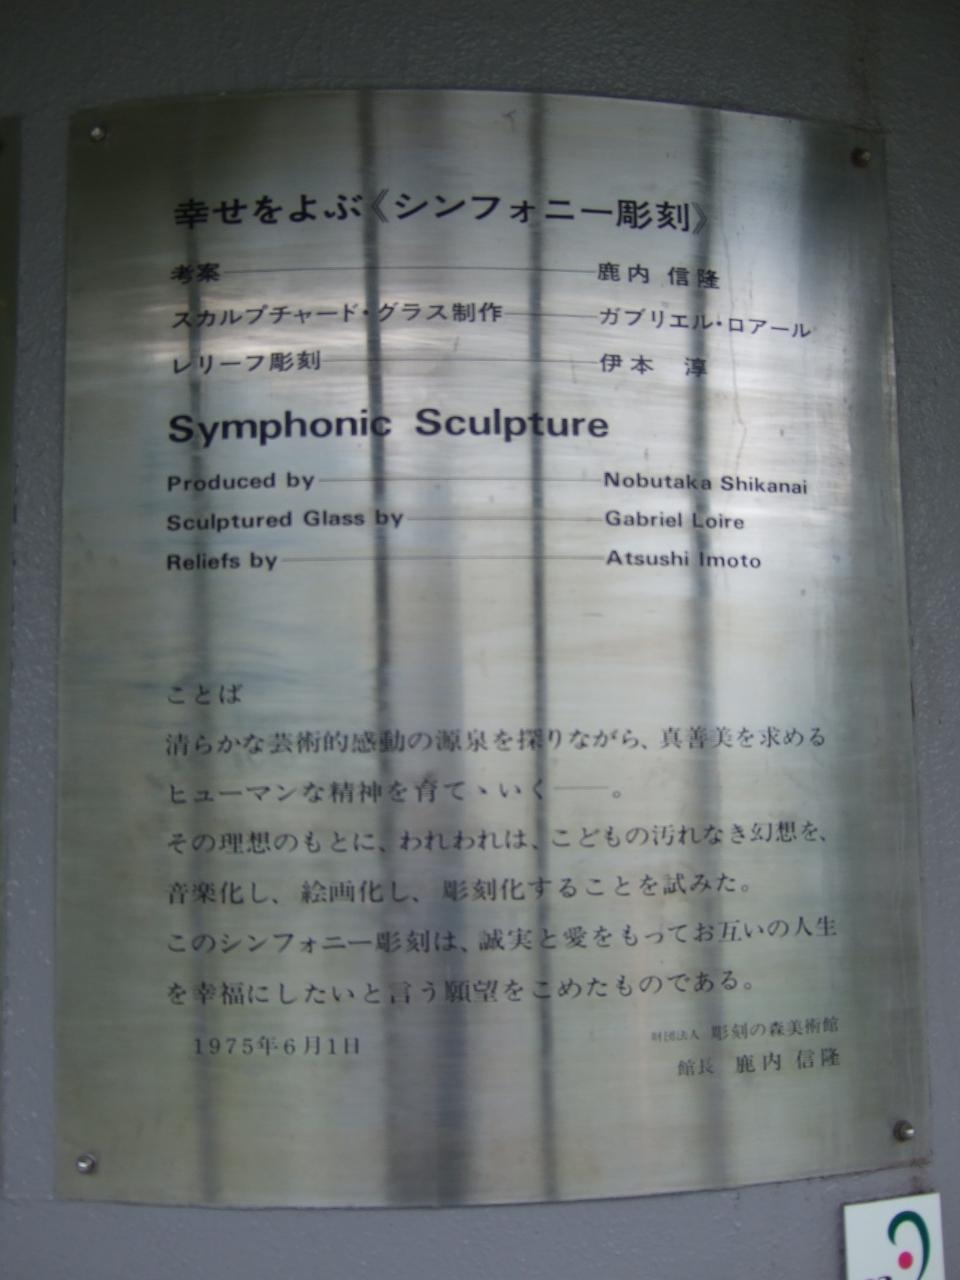 幸せをよぶ《シンフォニー彫刻》
考案 鹿内 信隆
スカルプチャード・グラス制作 ガブリエル・ロアール
レリーフ彫刻 伊本 淳
Symphonic Sculpture
Produced by Nobutaka Shikanai
Sculptured Glass by Gabriel Loire
Reliefs by Atsushi Imoto
ことば
清らかな芸術的感動の源泉を探りながら、真善美を求める
ヒューマンな精神を育てゝいく──。
その理想のもとに、われわれは、こどもの汚れなき幻想を、
音楽化し、絵画化し、彫刻化することを試みた。
このシンフォニー彫刻は、誠実と愛をもってお互いの人生
を幸福にしたいと言う願望をこめたものである。
1975年6月1日
財団法人 彫刻の森美術館
館長 鹿内 信隆